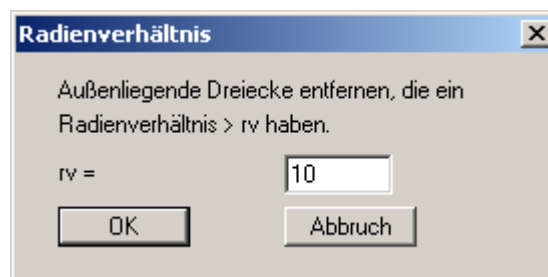 Radienverhältnis
Außenliegende Dreiecke entfernen, die ein
Radienverhältnis > rv haben.
rv = 10
OK Abbruch